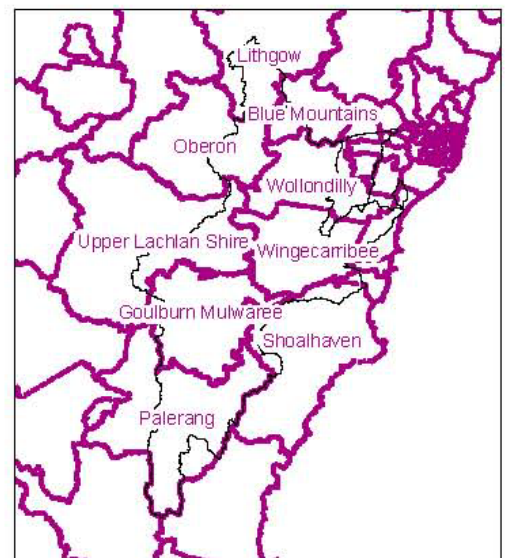 Lithgow
Blue Mountains
Oberon
Wollondilly
Upper Lachlan Shire
Wingecarribee
Goulburn Mulwaree
Shoalhaven
Palerang